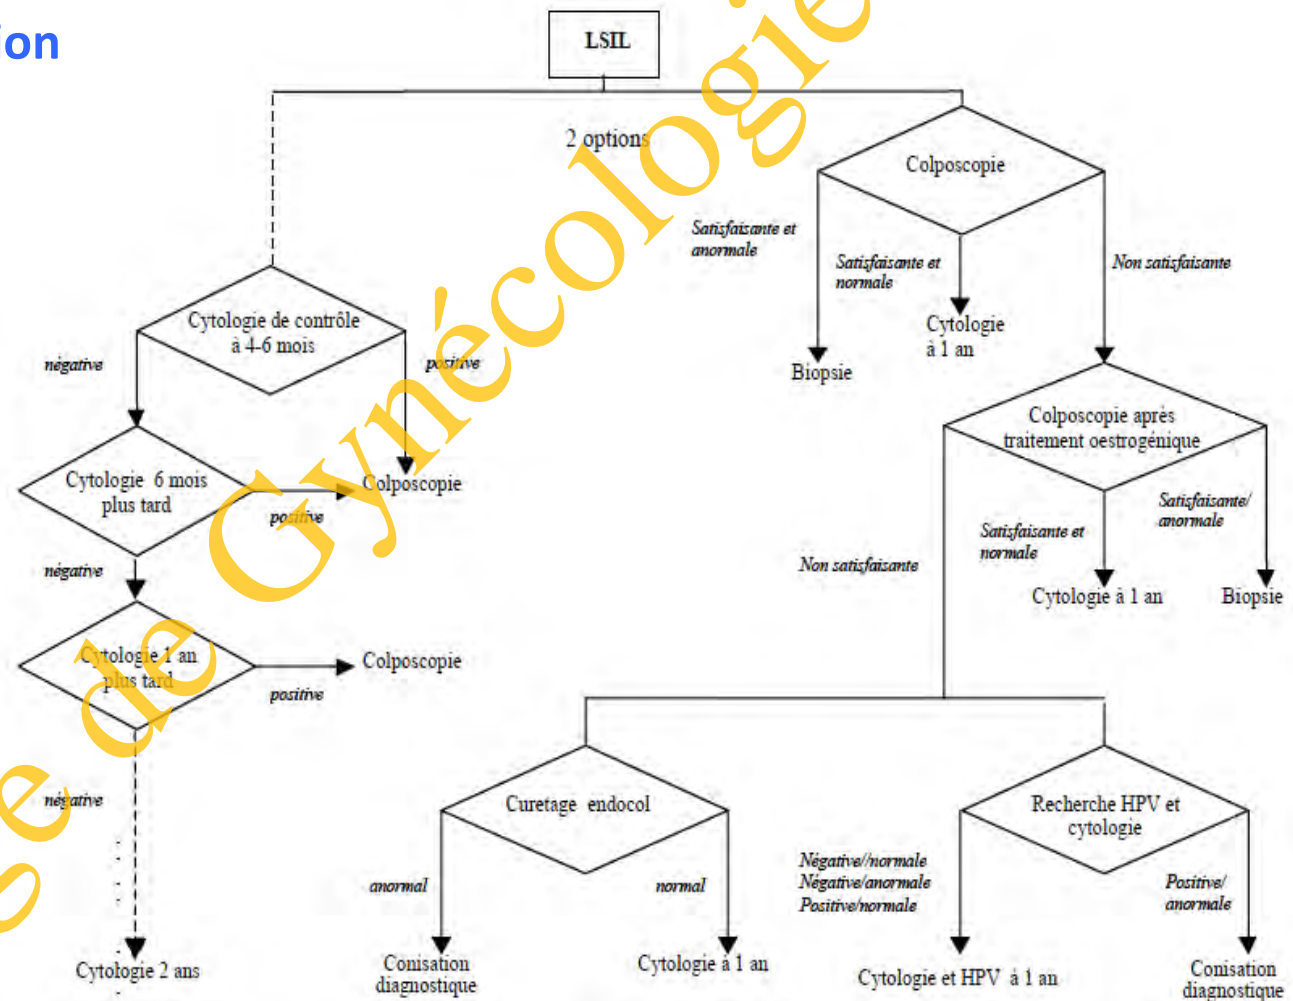 ion
LSIL
2 options
Colposcopie
Satisfaisante et
anormale
Satisfaisante et
normale
Non satisfaisante
Cytologie
à 1 an
Biopsie
Cytologie de contrôle
à 4-6 mois
négative
positive
Colposcopie après
traitement oestrogénique
Cytologie 6 mois
plus tard
positive
Colposcopie
Satisfaisante/
anormale
Satisfaisante et
normale
Non satisfaisante
négative
Cytologie à 1 an
Biopsie
Cytologie 1 an
plus tard
positive
Colposcopie
négative
Curetage endocol
Recherche HPV et
cytologie
anormal
normal
Négative//normale
Négative/anormale
Positive/normale
Positive/
anormale
Cytologie 2 ans
Conisation
diagnostique
Cytologie à 1 an
Cytologie et HPV à 1 an
Conisation
diagnostique
ge de Gynécologie